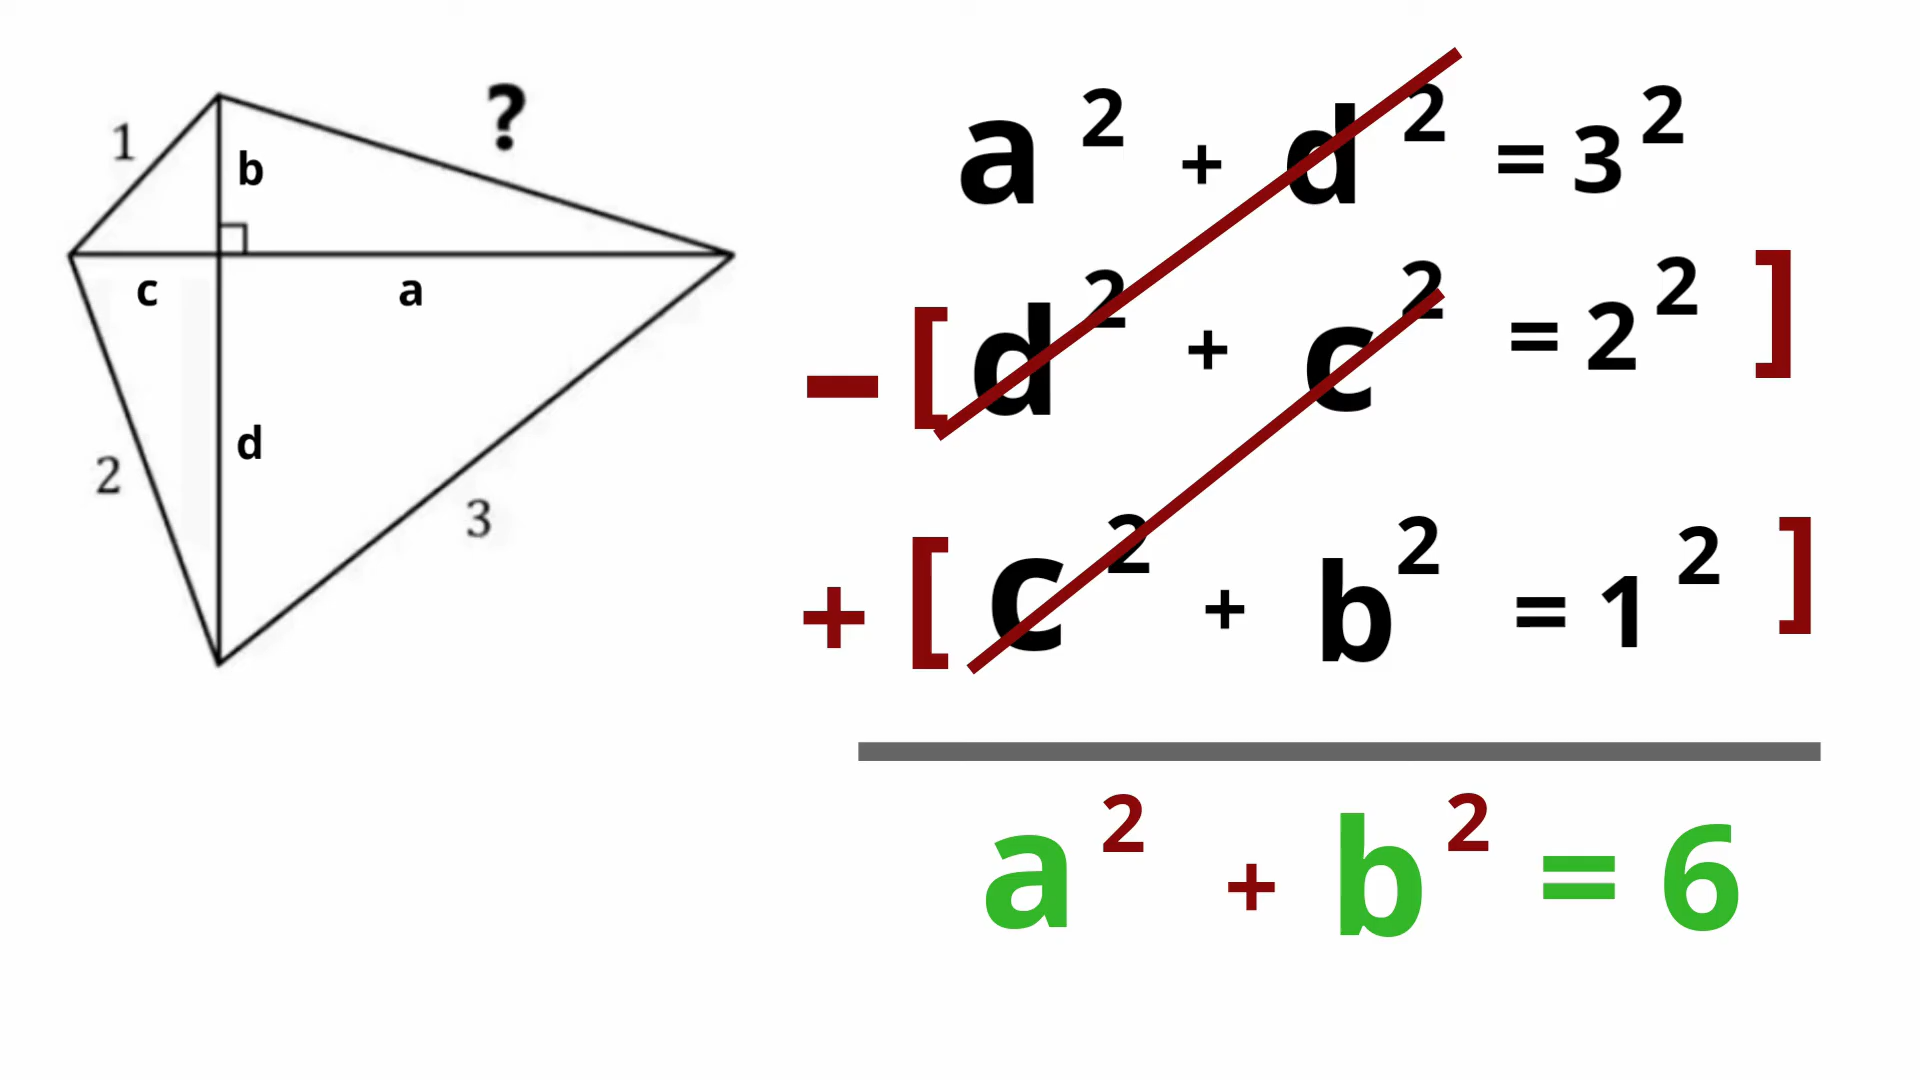 1
?
b
c
a
2
d
3
a² + d² = 3²
- [ d² + c² = 2² ]
+ [ c² + b² = 1² ]
a² + b² = 6